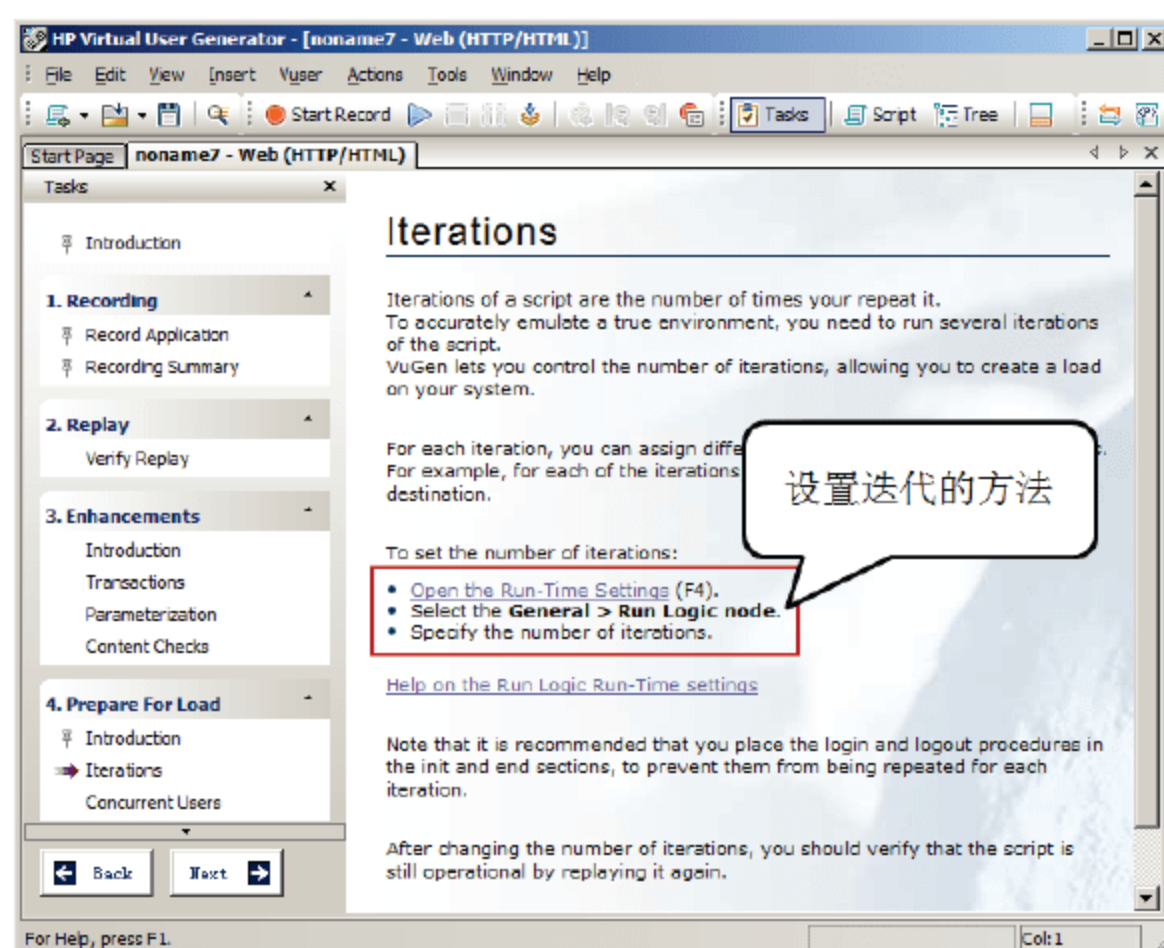 HP Virtual User Generator - [noname7 - Web (HTTP/HTML)]
File Edit View Insert Vuser Actions Tools Window Help
Start Record Tasks Script Tree
Start Page noname7 - Web (HTTP/HTML)
Tasks
Introduction
1. Recording
Record Application
Recording Summary
2. Replay
Verify Replay
3. Enhancements
Introduction
Transactions
Parameterization
Content Checks
4. Prepare For Load
Introduction
Iterations
Concurrent Users
Back Next
Iterations
Iterations of a script are the number of times your repeat it.
To accurately emulate a true environment, you need to run several iterations
of the script.
VuGen lets you control the number of iterations, allowing you to create a load
on your system.
For each iteration, you can assign diffe
For example, for each of the iterations
destination.
设置迭代的方法
To set the number of iterations:
• Open the Run-Time Settings (F4).
• Select the General > Run Logic node.
• Specify the number of iterations.
Help on the Run Logic Run-Time settings
Note that it is recommended that you place the login and logout procedures in
the init and end sections, to prevent them from being repeated for each
iteration.
After changing the number of iterations, you should verify that the script is
still operational by replaying it again.
For Help, press F1.
Col:1